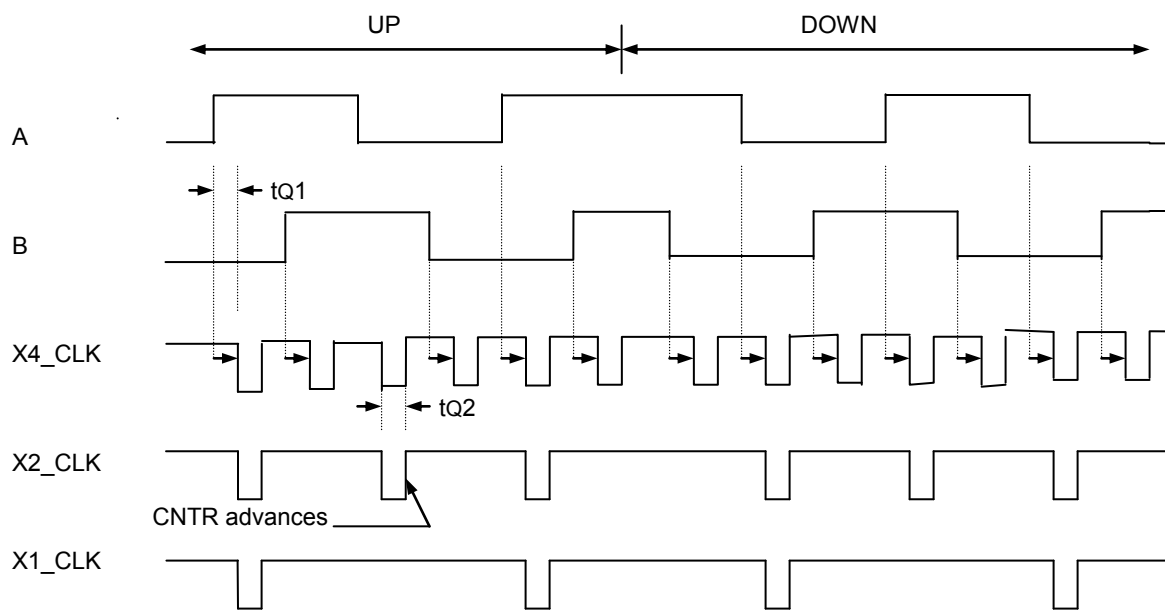 UP DOWN
A
tQ1
B
X4_CLK
tQ2
X2_CLK
CNTR advances
X1_CLK